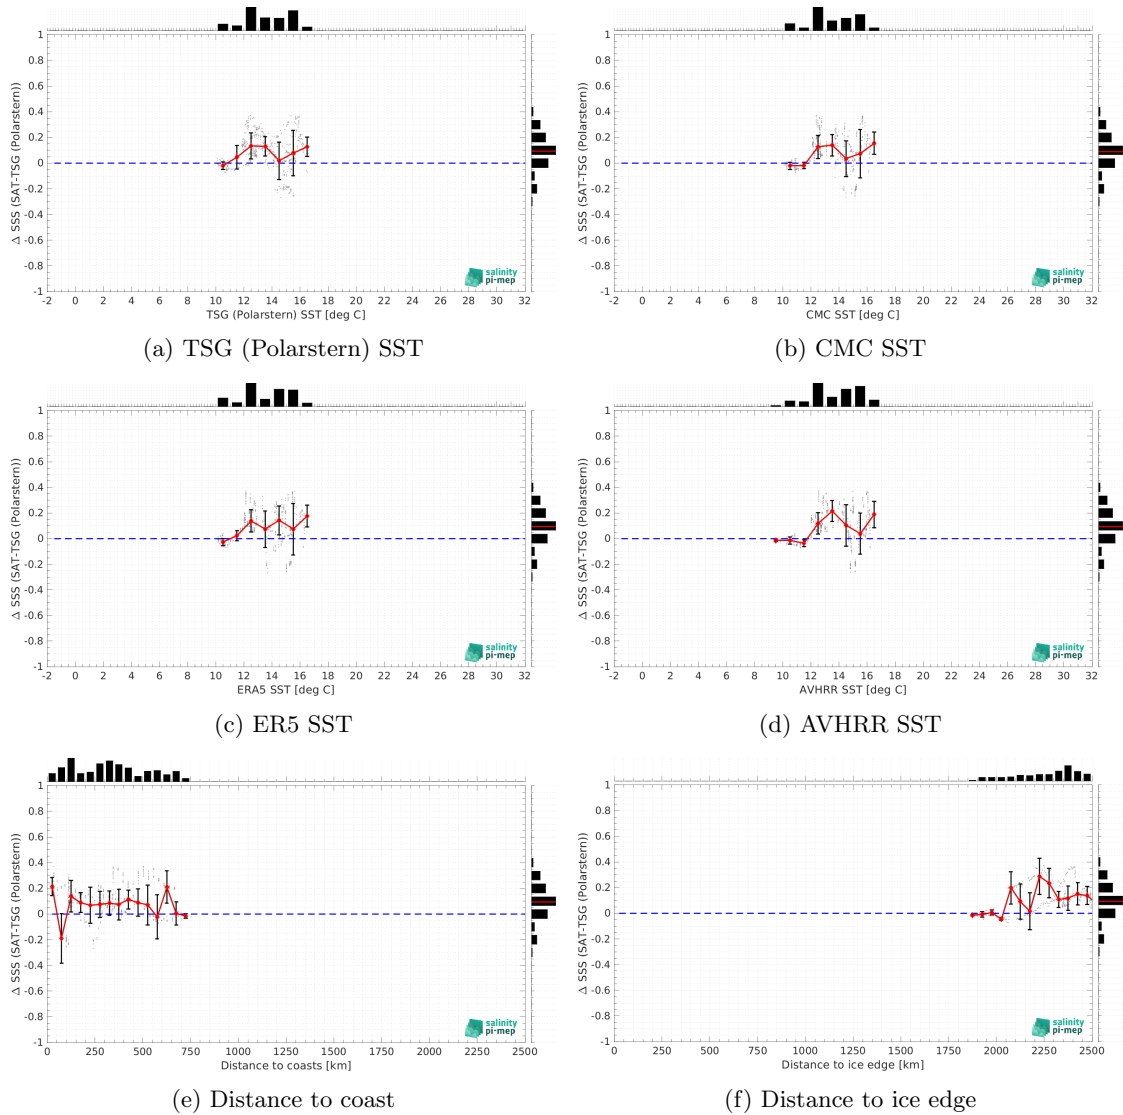 1
0.8
0.6
0.4
0.2
0
-0.2
-0.4
-0.6
-0.8
-1
Δ SSS (SAT-TSG (Polarstern))
salinity
pi-mep
-2 0 2 4 6 8 10 12 14 16 18 20 22 24 26 28 30 32
TSG (Polarstern) SST [deg C]
(a) TSG (Polarstern) SST
1
0.8
0.6
0.4
0.2
0
-0.2
-0.4
-0.6
-0.8
-1
Δ SSS (SAT-TSG (Polarstern))
salinity
pi-mep
-2 0 2 4 6 8 10 12 14 16 18 20 22 24 26 28 30 32
CMC SST [deg C]
(b) CMC SST
1
0.8
0.6
0.4
0.2
0
-0.2
-0.4
-0.6
-0.8
-1
Δ SSS (SAT-TSG (Polarstern))
salinity
pi-mep
-2 0 2 4 6 8 10 12 14 16 18 20 22 24 26 28 30 32
ERA5 SST [deg C]
(c) ER5 SST
1
0.8
0.6
0.4
0.2
0
-0.2
-0.4
-0.6
-0.8
-1
Δ SSS (SAT-TSG (Polarstern))
salinity
pi-mep
-2 0 2 4 6 8 10 12 14 16 18 20 22 24 26 28 30 32
AVHRR SST [deg C]
(d) AVHRR SST
1
0.8
0.6
0.4
0.2
0
-0.2
-0.4
-0.6
-0.8
-1
Δ SSS (SAT-TSG (Polarstern))
salinity
pi-mep
0 250 500 750 1000 1250 1500 1750 2000 2250 2500
Distance to coasts [km]
(e) Distance to coast
1
0.8
0.6
0.4
0.2
0
-0.2
-0.4
-0.6
-0.8
-1
Δ SSS (SAT-TSG (Polarstern))
salinity
pi-mep
0 250 500 750 1000 1250 1500 1750 2000 2250 2500
Distance to ice edge [km]
(f) Distance to ice edge